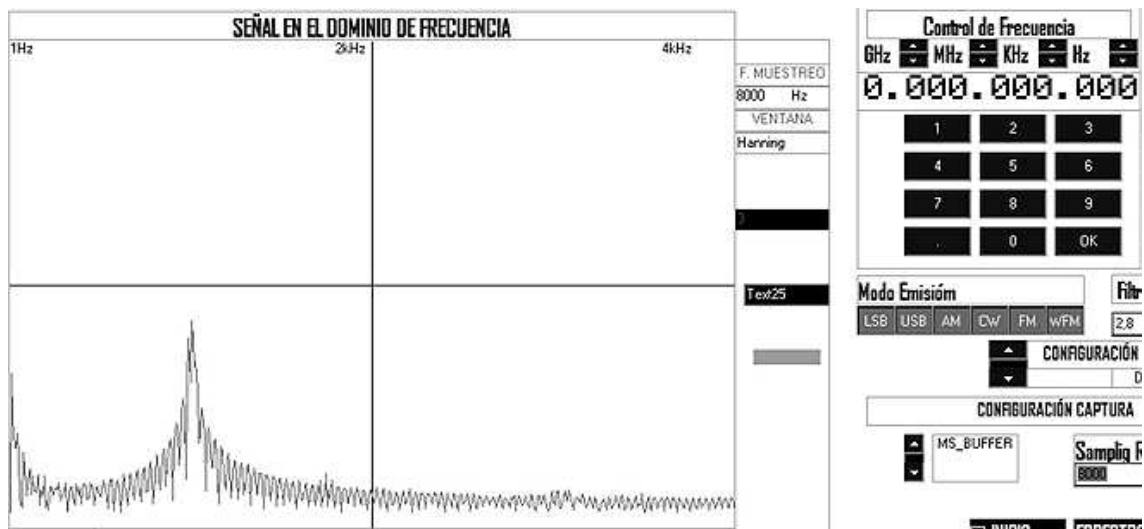 SEÑAL EN EL DOMINIO DE FRECUENCIA
1Hz 2kHz 4kHz
F. MUESTREO
8000 Hz
VENTANA
Hanning
Text25
Control de Frecuencia
GHz MHz KHz Hz
0.000.000.000
1 2 3
4 5 6
7 8 9
. 0 OK
Modo Emisióm
LSB USB AM CW FM wFM
2,8
CONFIGURACIÓN
CONFIGURACIÓN CAPTURA
MS_BUFFER
Samplig
8000
INICIO